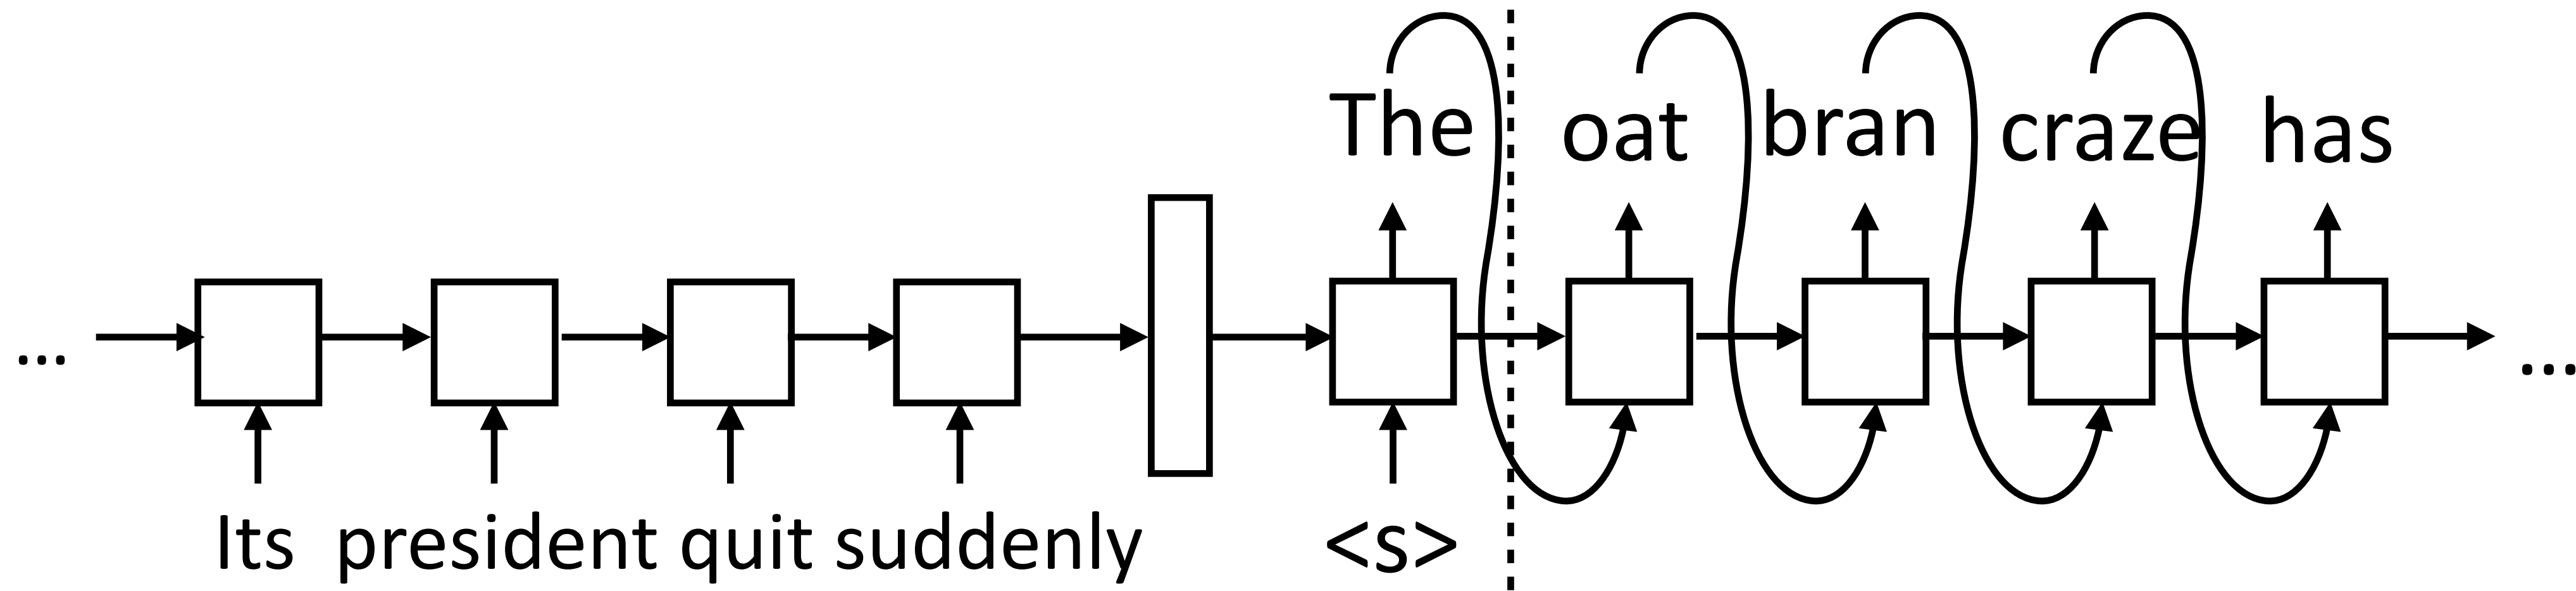 The oat bran craze has
... ...
Its president quit suddenly <s>